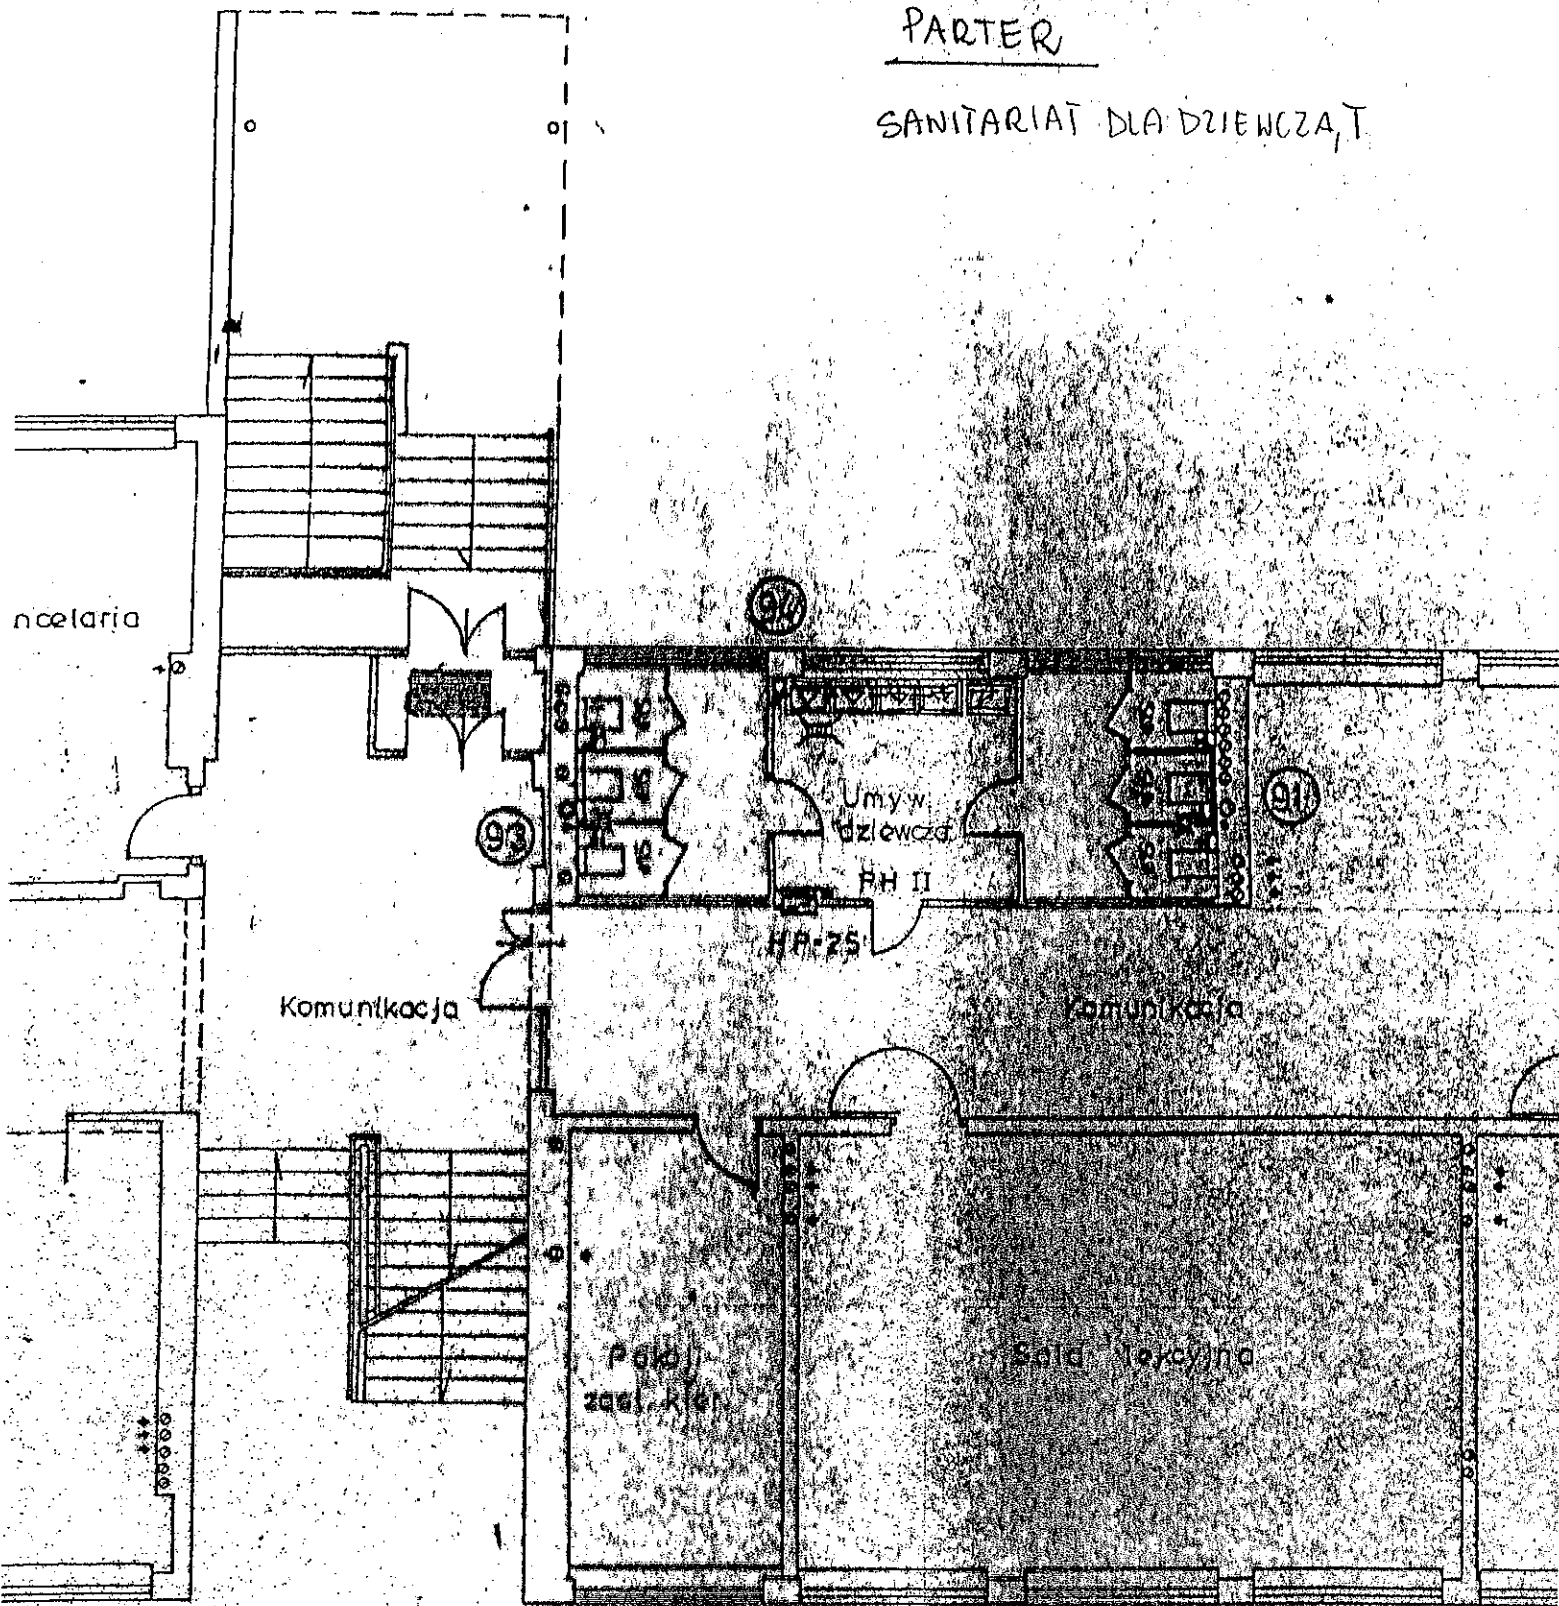 PARTER
SANITARIAT DLA DZIEWCZĄT
ncelaria
94
Umyw.
dziewcząt
PH II
93
91
HP-25
Komunikacja
Komunikacja
Pokój
zast. kier.
Sala lekcyjna